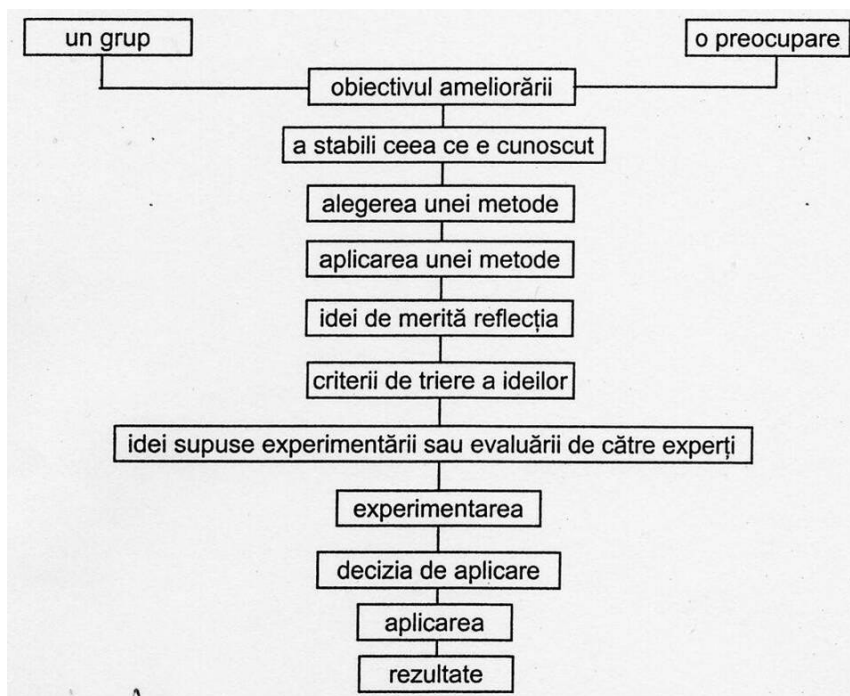 un grup
o preocupare
obiectivul ameliorării
a stabili ceea ce e cunoscut
alegerea unei metode
aplicarea unei metode
idei de merită reflecția
criterii de triere a ideilor
idei supuse experimentării sau evaluării de către experți
experimentarea
decizia de aplicare
aplicarea
rezultate